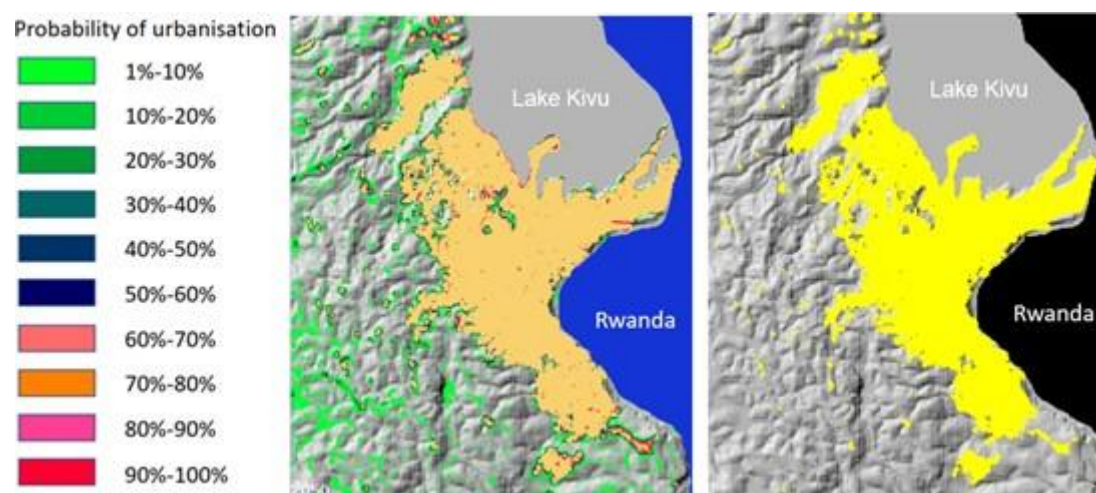 Probability of urbanisation
1%-10%
10%-20%
20%-30%
30%-40%
40%-50%
50%-60%
60%-70%
70%-80%
80%-90%
90%-100%
Lake Kivu
Rwanda
Lake Kivu
Rwanda